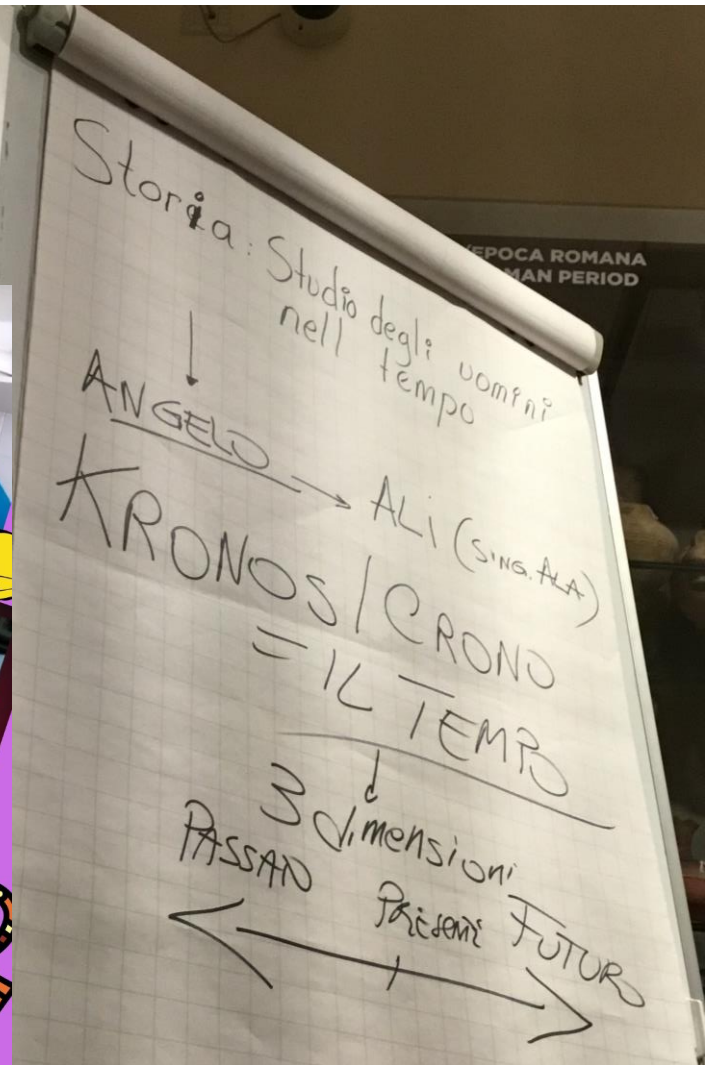 Storia: Studio degli uomini
nell tempo
ANGELO → ALi (SING. ALA)
KRONOS / CRONO
= IL TEMPO
3 dimensioni
PASSATO PRESENTE FUTURO
'EPOCA ROMANA
MAN PERIOD